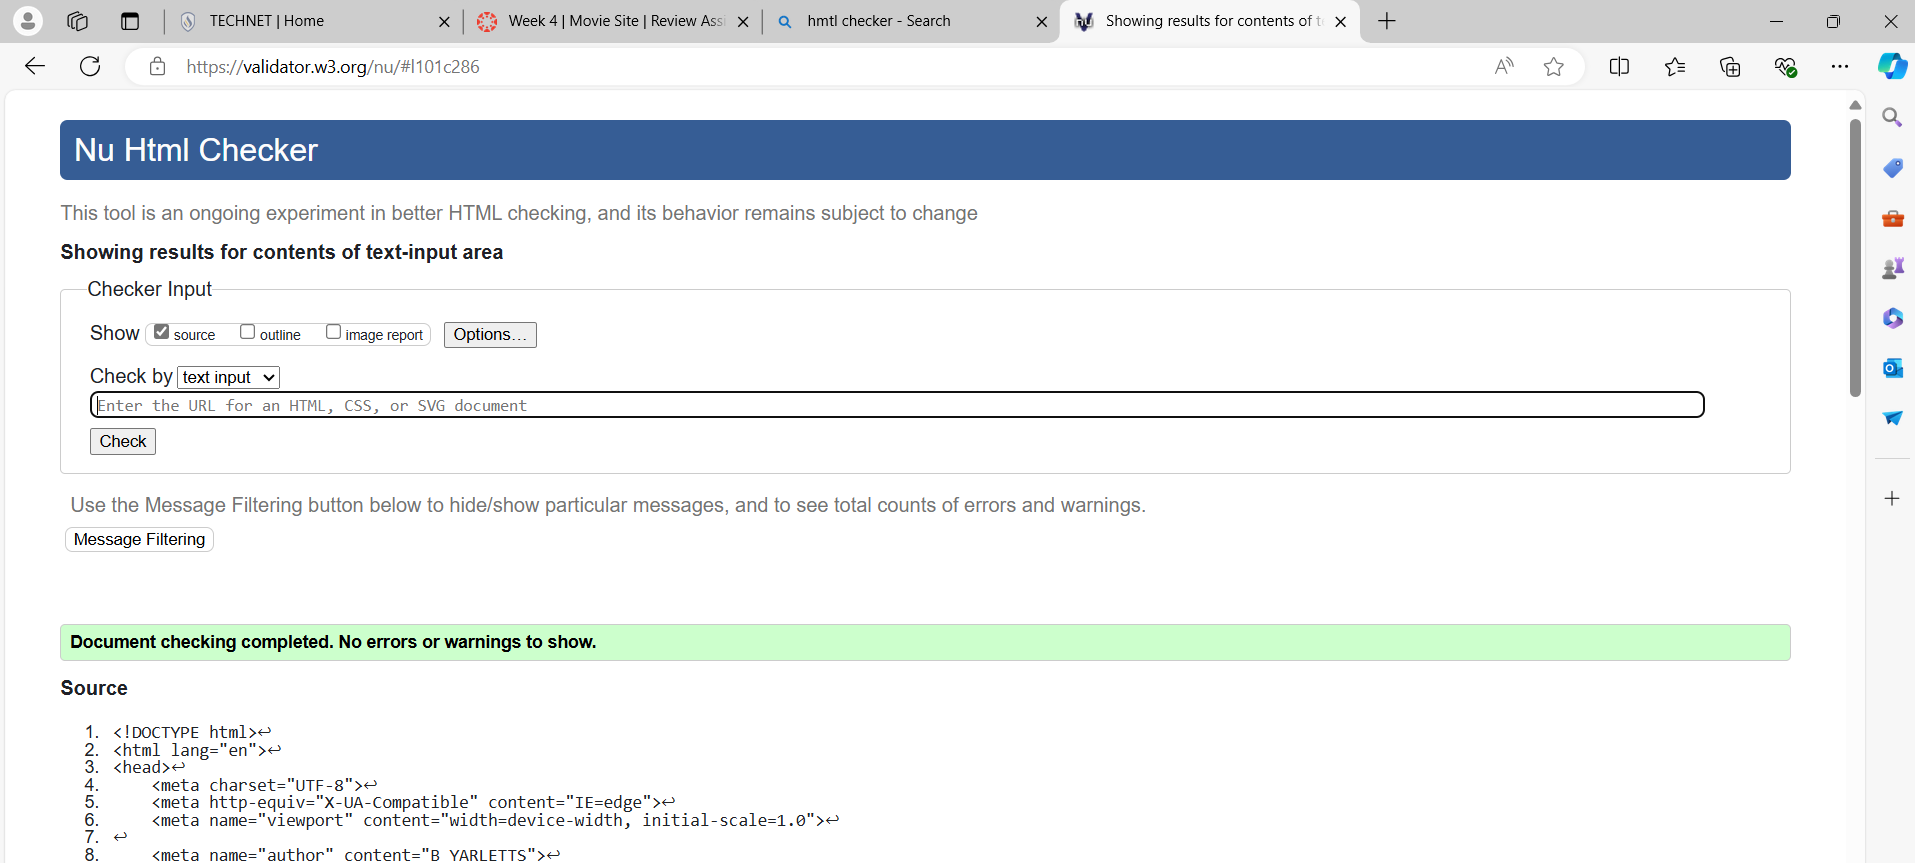 TECHNET | Home
Week 4 | Movie Site | Review Assi
hmtl checker - Search
Showing results for contents of t
https://validator.w3.org/nu/#l101c286
Nu Html Checker
This tool is an ongoing experiment in better HTML checking, and its behavior remains subject to change
Showing results for contents of text-input area
Checker Input
Show source outline image report Options...
Check by text input
Enter the URL for an HTML, CSS, or SVG document
Check
Use the Message Filtering button below to hide/show particular messages, and to see total counts of errors and warnings.
Message Filtering
Document checking completed. No errors or warnings to show.
Source
1. <!DOCTYPE html>↩
2. <html lang="en">↩
3. <head>↩
4. <meta charset="UTF-8">↩
5. <meta http-equiv="X-UA-Compatible" content="IE=edge">↩
6. <meta name="viewport" content="width=device-width, initial-scale=1.0">↩
7. ↩
8. <meta name="author" content="B YARLETTS">↩